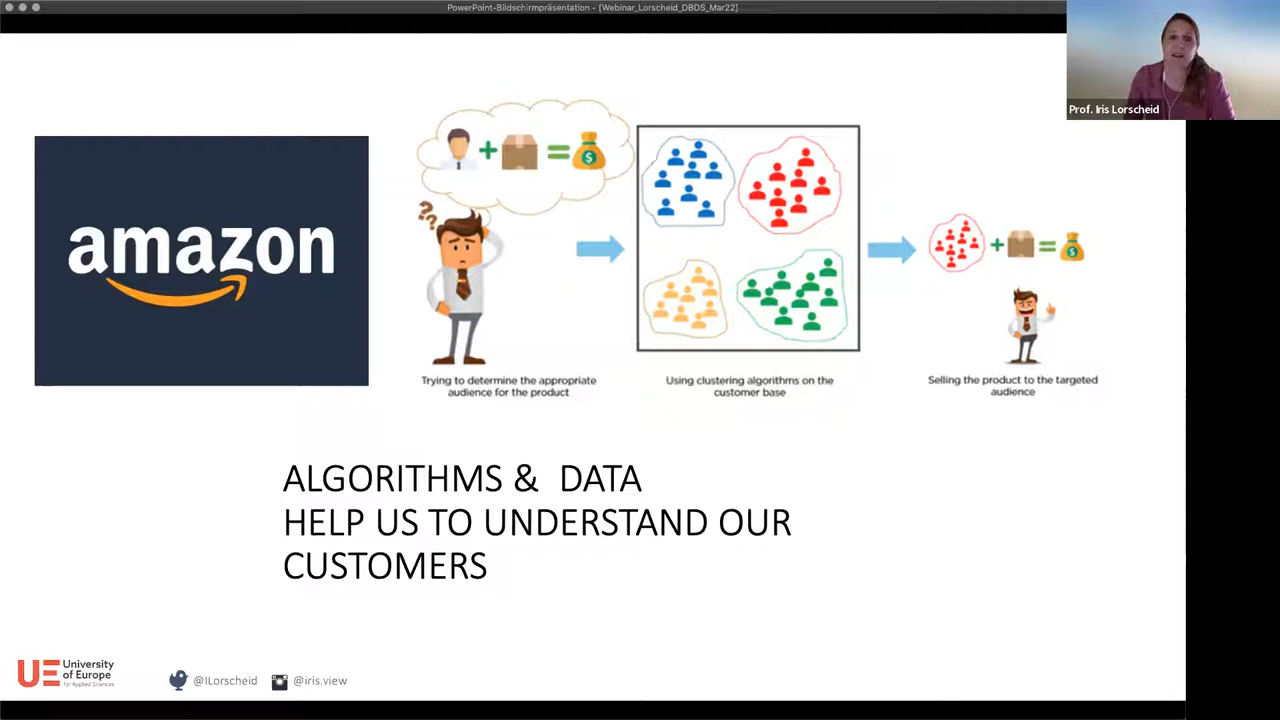 PowerPoint-Bildschirmpräsentation - [Webinar_Lorscheid_DBDS_Mar22]
Prof. Iris Lorscheid
amazon
??
+ = $
Trying to determine the appropriate
audience for the product
Using clustering algorithms on the
customer base
+ = $
Selling the product to the targeted
audience
ALGORITHMS & DATA
HELP US TO UNDERSTAND OUR
CUSTOMERS
UE University
of Europe
for Applied Sciences
@ILorscheid
@iris.view